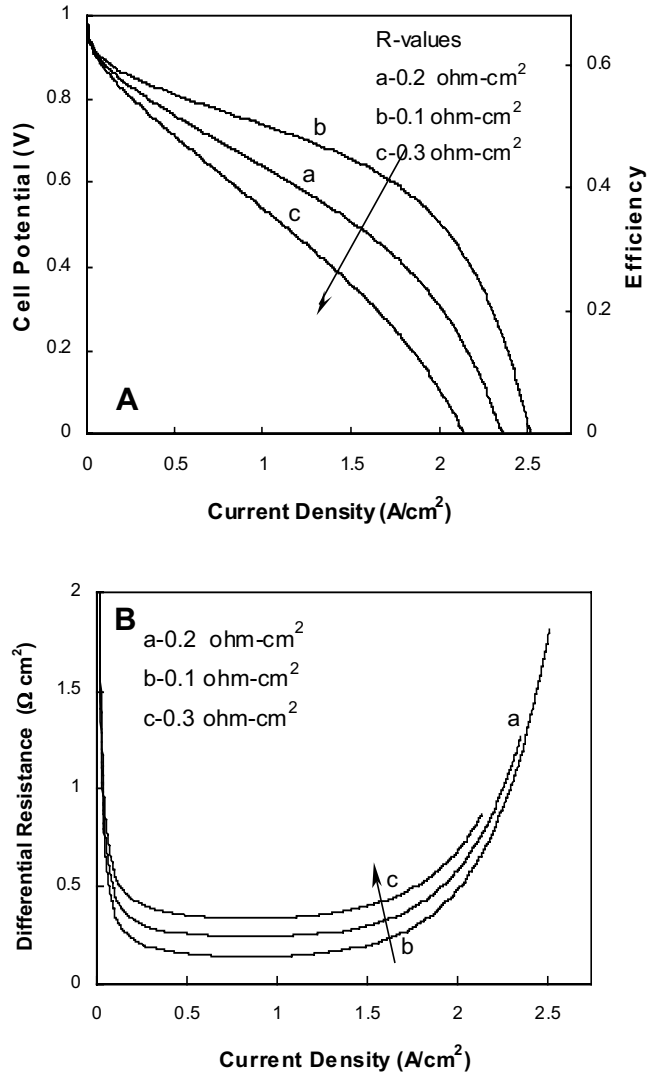 R-values
a-0.2 ohm-cm²
b-0.1 ohm-cm²
c-0.3 ohm-cm²
1
0.8
0.6
0.4
0.2
0
Cell Potential (V)
0.6
0.4
0.2
0
Efficiency
b
a
c
A
0
0.5
1
1.5
2
2.5
Current Density (A/cm²)
B
a-0.2 ohm-cm²
b-0.1 ohm-cm²
c-0.3 ohm-cm²
2
1.5
1
0.5
0
Differential Resistance (Ω cm²)
a
c
b
0
0.5
1
1.5
2
2.5
Current Density (A/cm²)